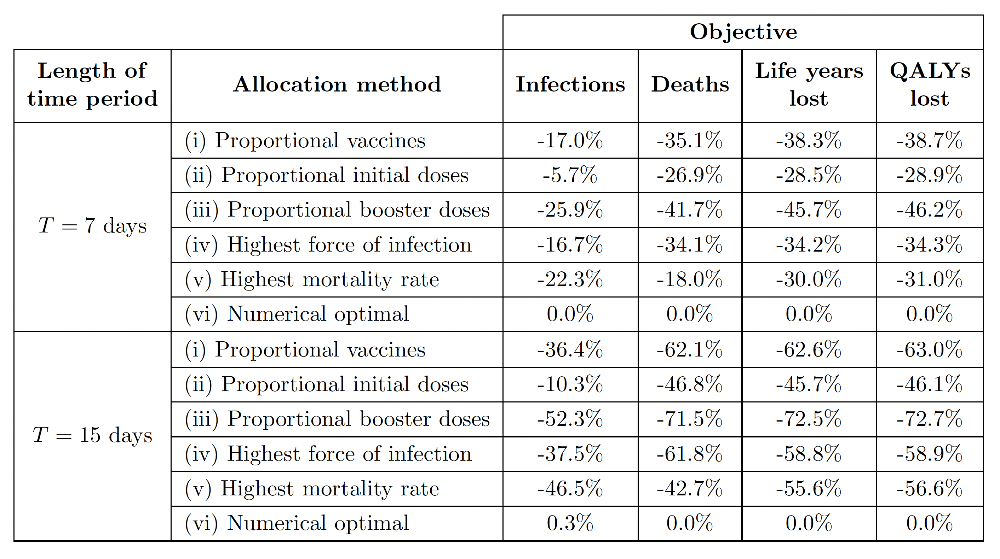 Objective
Length of time period | Allocation method | Infections | Deaths | Life years lost | QALYs lost
T = 7 days
(i) Proportional vaccines | -17.0% | -35.1% | -38.3% | -38.7%
(ii) Proportional initial doses | -5.7% | -26.9% | -28.5% | -28.9%
(iii) Proportional booster doses | -25.9% | -41.7% | -45.7% | -46.2%
(iv) Highest force of infection | -16.7% | -34.1% | -34.2% | -34.3%
(v) Highest mortality rate | -22.3% | -18.0% | -30.0% | -31.0%
(vi) Numerical optimal | 0.0% | 0.0% | 0.0% | 0.0%
T = 15 days
(i) Proportional vaccines | -36.4% | -62.1% | -62.6% | -63.0%
(ii) Proportional initial doses | -10.3% | -46.8% | -45.7% | -46.1%
(iii) Proportional booster doses | -52.3% | -71.5% | -72.5% | -72.7%
(iv) Highest force of infection | -37.5% | -61.8% | -58.8% | -58.9%
(v) Highest mortality rate | -46.5% | -42.7% | -55.6% | -56.6%
(vi) Numerical optimal | 0.3% | 0.0% | 0.0% | 0.0%